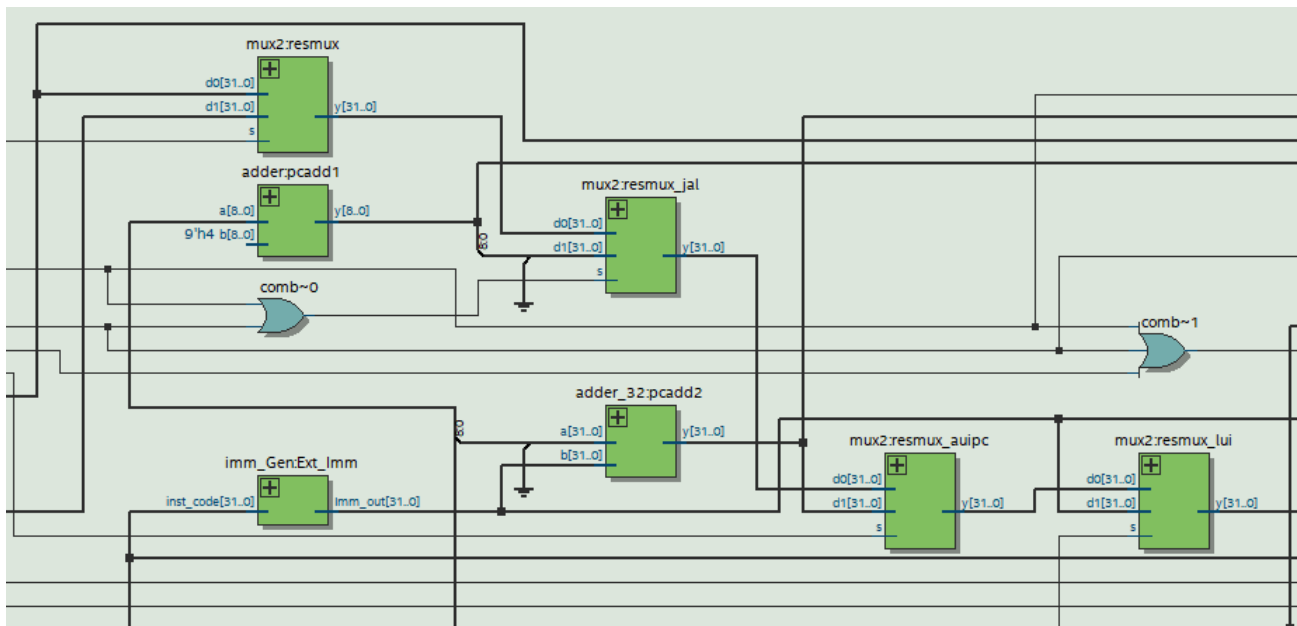 mux2:resmux
d0[31..0]
d1[31..0]
s
y[31..0]
adder:pcadd1
a[8..0]
9'h4 b[8..0]
y[8..0]
8:0
mux2:resmux_jal
d0[31..0]
d1[31..0]
s
y[31..0]
comb~0
comb~1
adder_32:pcadd2
8:0
a[31..0]
b[31..0]
y[31..0]
imm_Gen:Ext_Imm
inst_code[31..0]
Imm_out[31..0]
mux2:resmux_auipc
d0[31..0]
d1[31..0]
s
y[31..0]
mux2:resmux_lui
d0[31..0]
d1[31..0]
s
y[31..0]